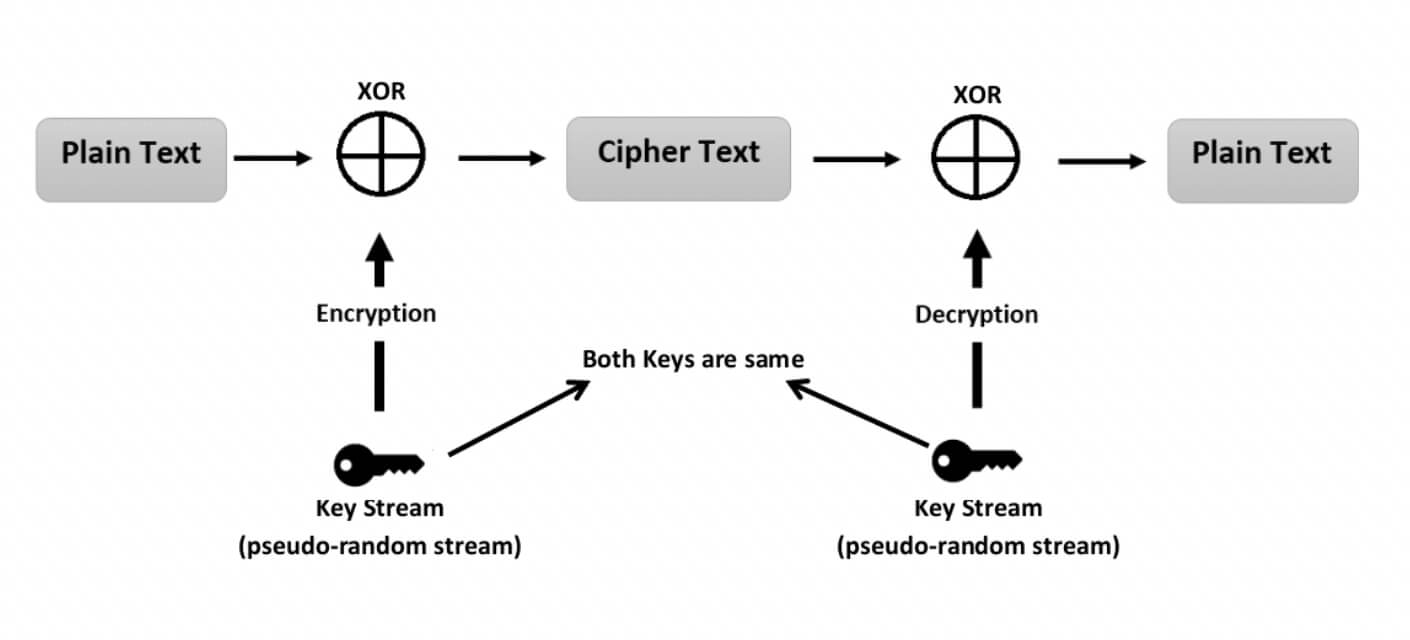 XOR
XOR
Plain Text
Cipher Text
Plain Text
Encryption
Decryption
Both Keys are same
Key Stream
(pseudo-random stream)
Key Stream
(pseudo-random stream)